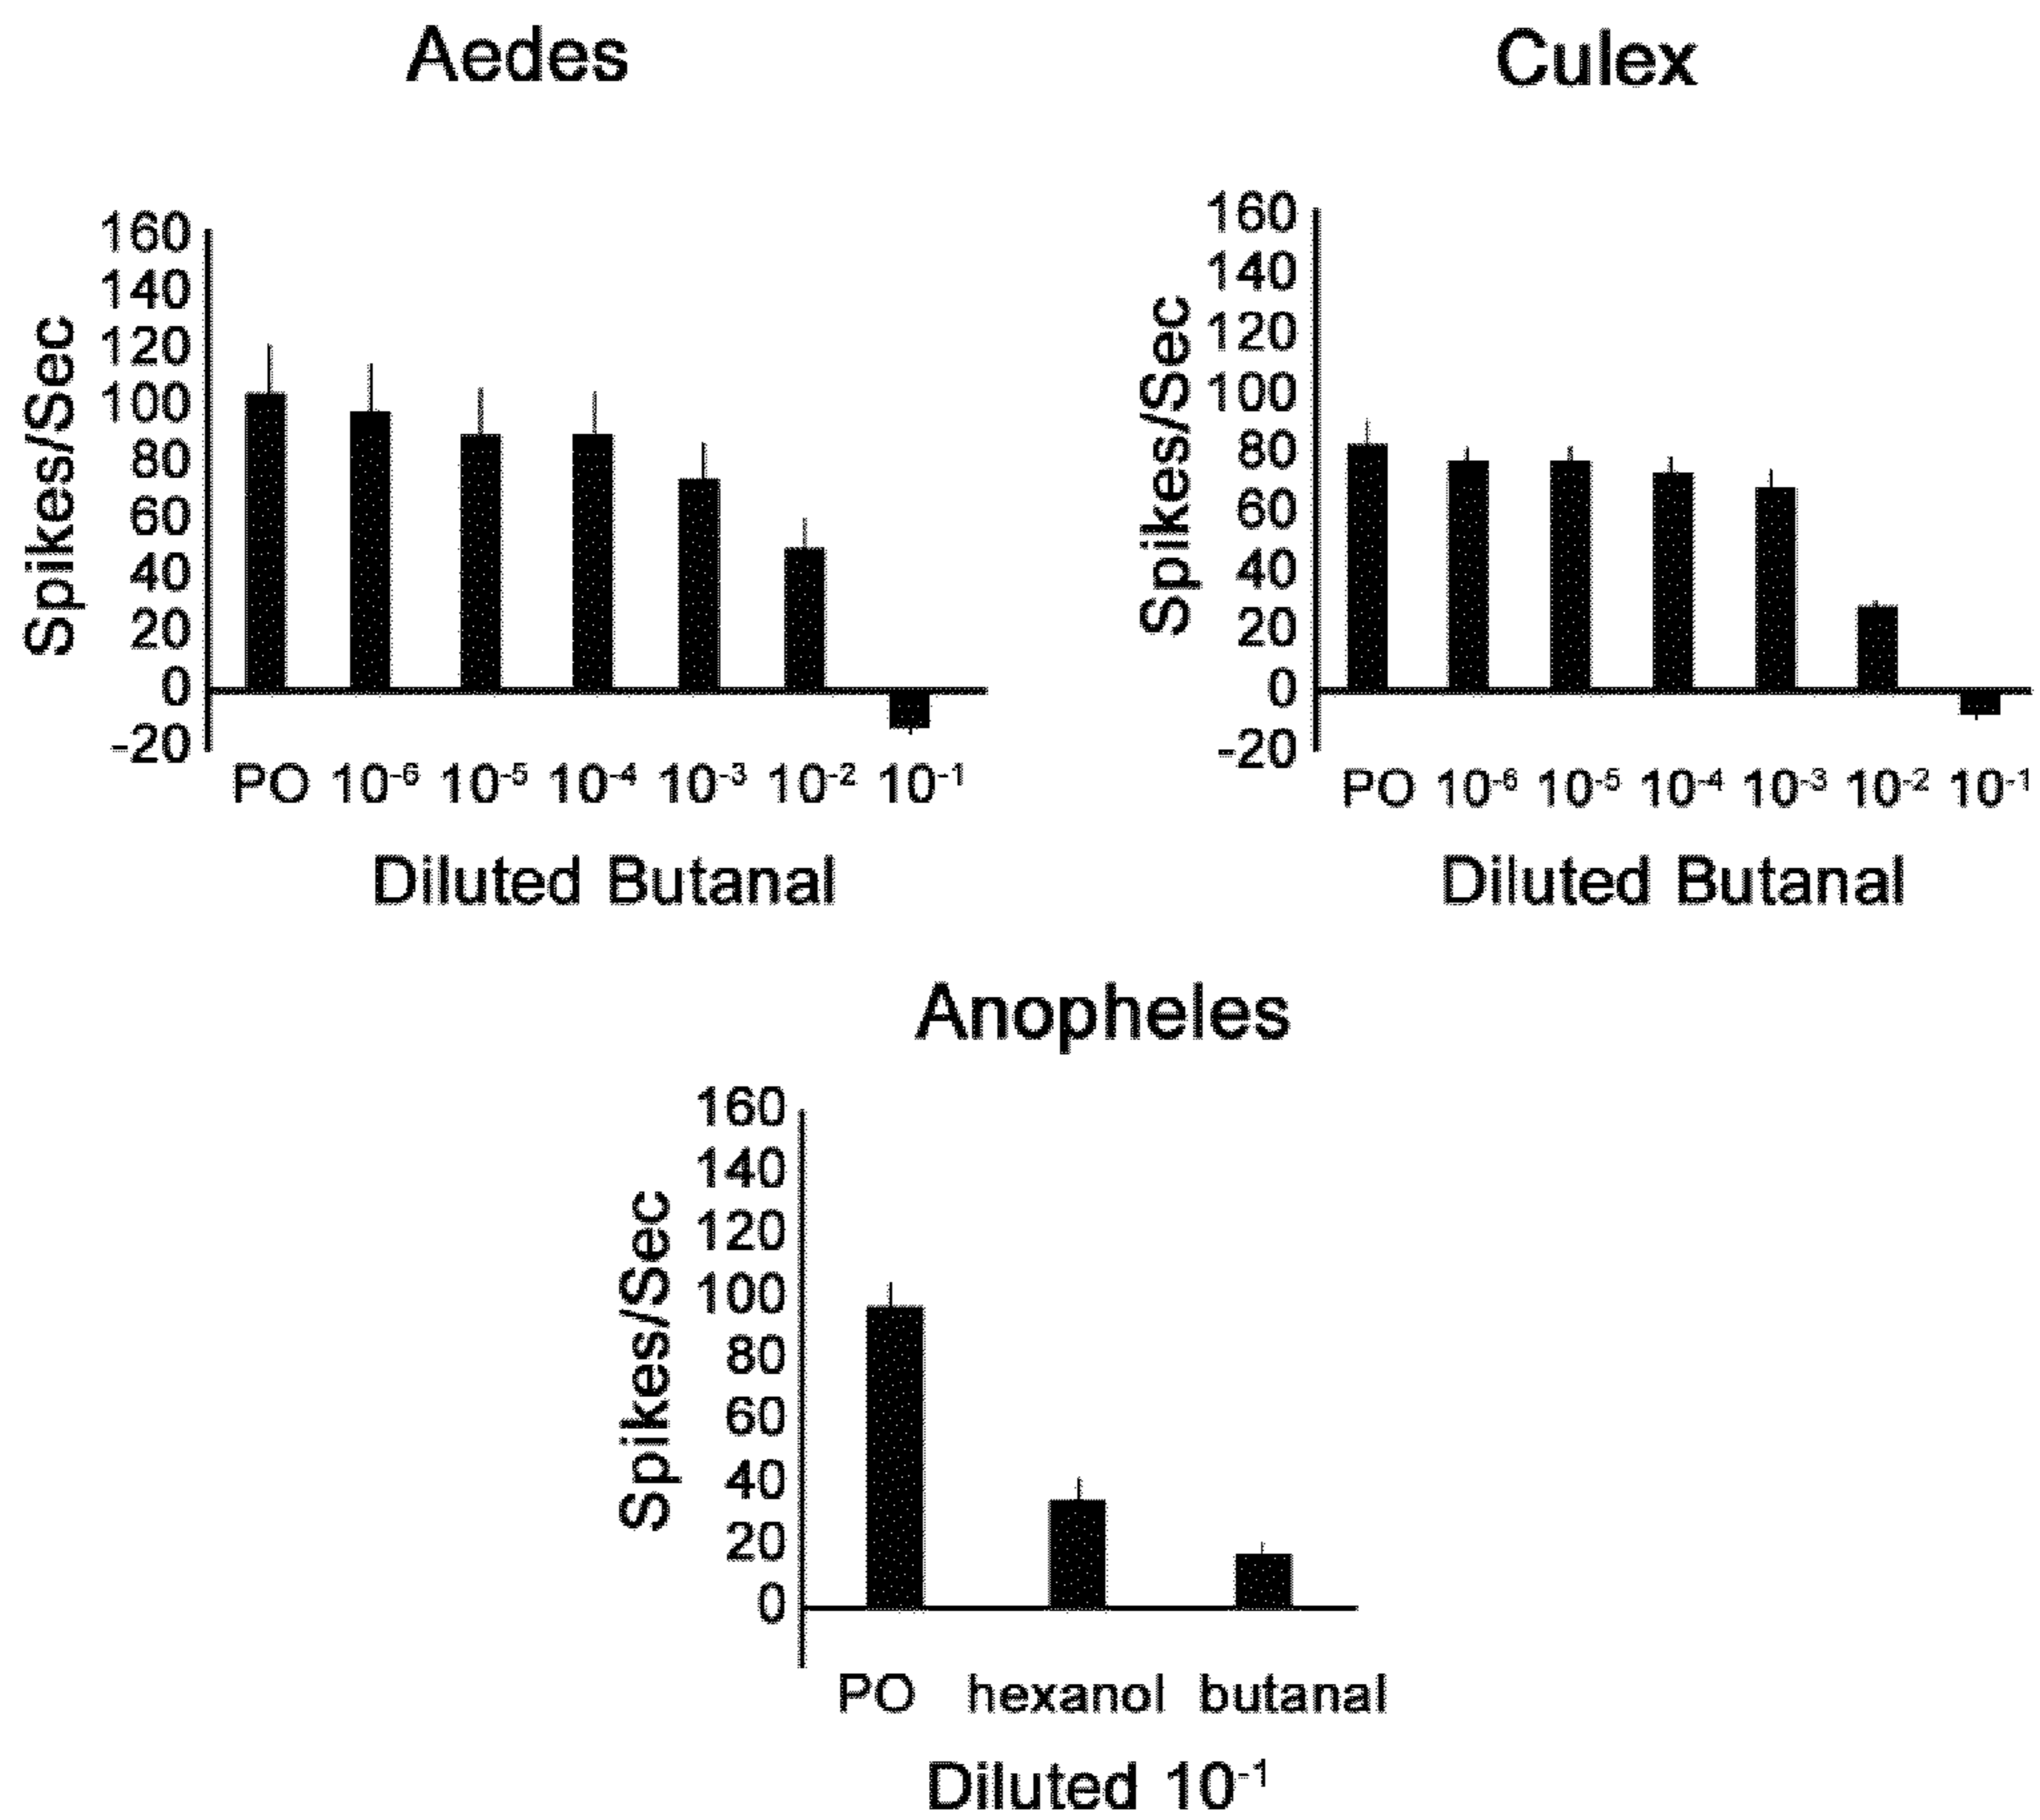 Aedes
Spikes/Sec
160
140
120
100
80
60
40
20
0
-20
PO 10⁻⁶ 10⁻⁵ 10⁻⁴ 10⁻³ 10⁻² 10⁻¹
Diluted Butanal
Culex
Spikes/Sec
160
140
120
100
80
60
40
20
0
-20
PO 10⁻⁶ 10⁻⁵ 10⁻⁴ 10⁻³ 10⁻² 10⁻¹
Diluted Butanal
Anopheles
Spikes/Sec
160
140
120
100
80
60
40
20
0
PO hexanol butanal
Diluted 10⁻¹